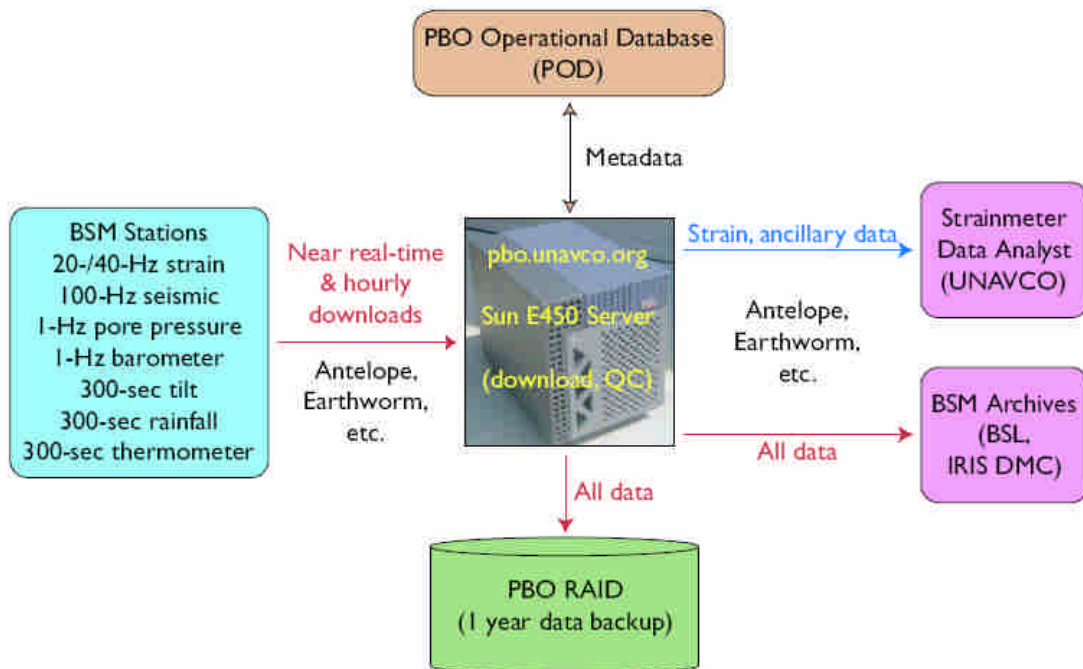 PBO Operational Database
(POD)
Metadata
BSM Stations
20-/40-Hz strain
100-Hz seismic
1-Hz pore pressure
1-Hz barometer
300-sec tilt
300-sec rainfall
300-sec thermometer
Near real-time
& hourly
downloads
Antelope,
Earthworm,
etc.
pbo.unavco.org
Sun E450 Server
(download, QC)
Strain, ancillary data
Antelope,
Earthworm,
etc.
All data
Strainmeter
Data Analyst
(UNAVCO)
BSM Archives
(BSL,
IRIS DMC)
All data
PBO RAID
(1 year data backup)